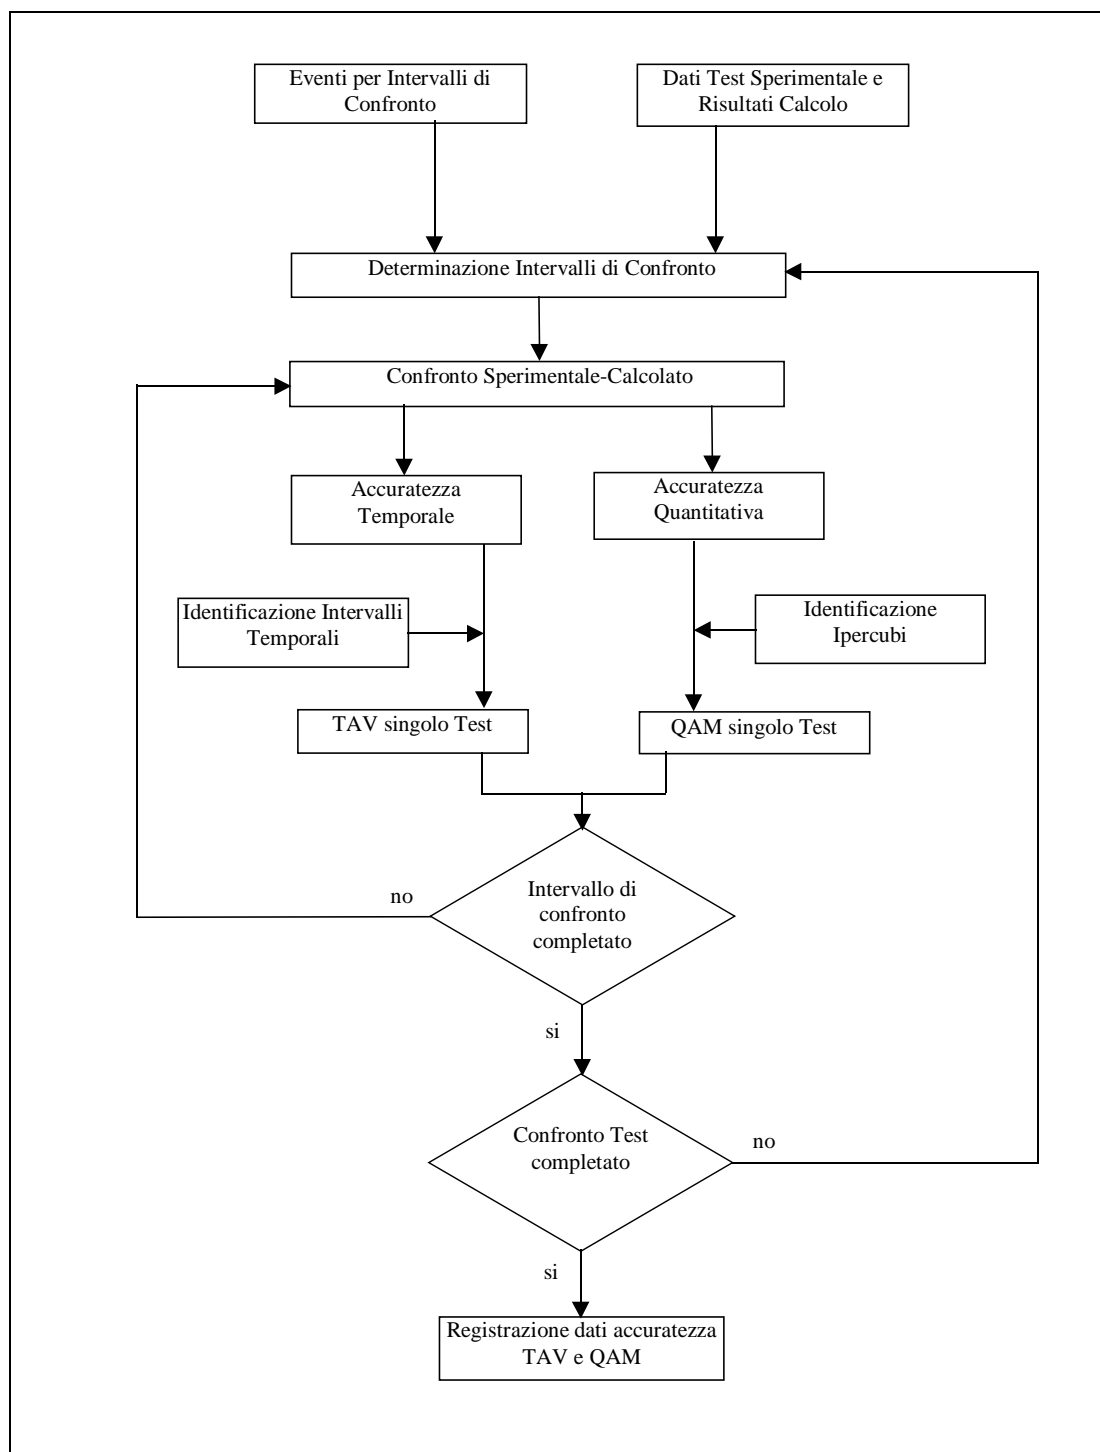 Eventi per Intervalli di
Confronto
Dati Test Sperimentale e
Risultati Calcolo
Determinazione Intervalli di Confronto
Confronto Sperimentale-Calcolato
Accuratezza
Temporale
Accuratezza
Quantitativa
Identificazione Intervalli
Temporali
Identificazione
Ipercubi
TAV singolo Test
QAM singolo Test
no
Intervallo di
confronto
completato
si
Confronto Test
completato
no
si
Registrazione dati accuratezza
TAV e QAM